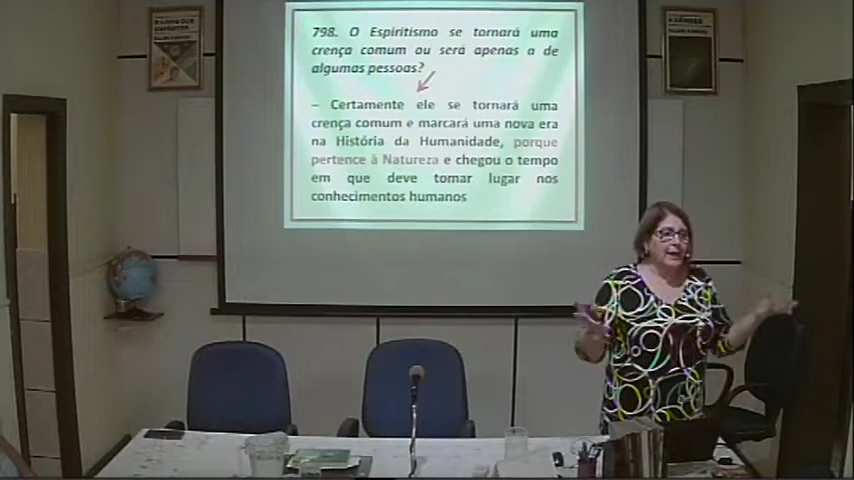 798. O Espiritismo se tornará uma
crença comum ou será apenas a de
algumas pessoas?
– Certamente ele se tornará uma
crença comum e marcará uma nova era
na História da Humanidade, porque
pertence à Natureza e chegou o tempo
em que deve tomar lugar nos
conhecimentos humanos
A GÊNESE